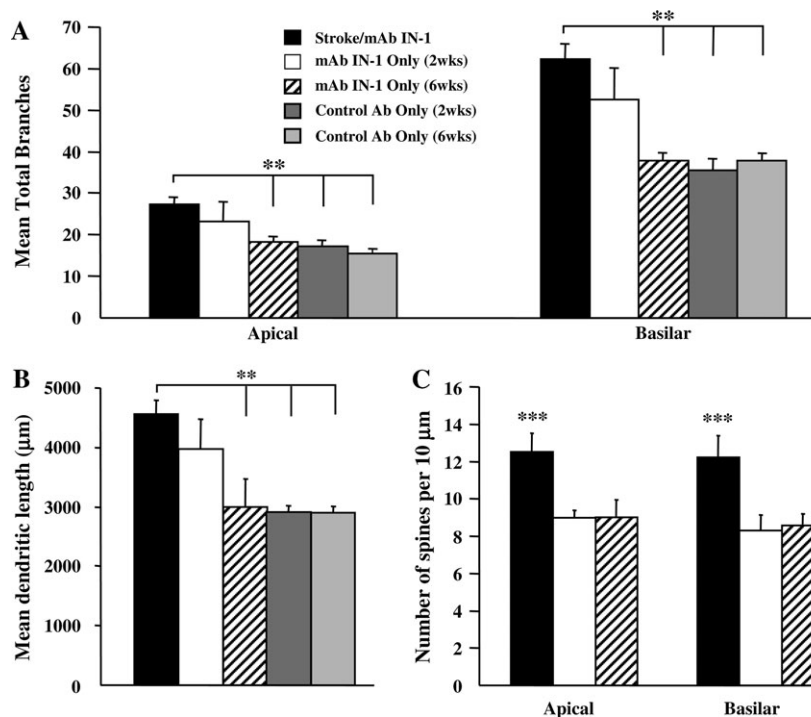 A
Mean Total Branches
70
60
50
40
30
20
10
0
Stroke/mAb IN-1
mAb IN-1 Only (2wks)
mAb IN-1 Only (6wks)
Control Ab Only (2wks)
Control Ab Only (6wks)
**
**
Apical
Basilar
B
Mean dendritic length (μm)
5000
4000
3000
2000
1000
0
**
C
Number of spines per 10 μm
16
14
12
10
8
6
4
2
0
***
***
Apical
Basilar